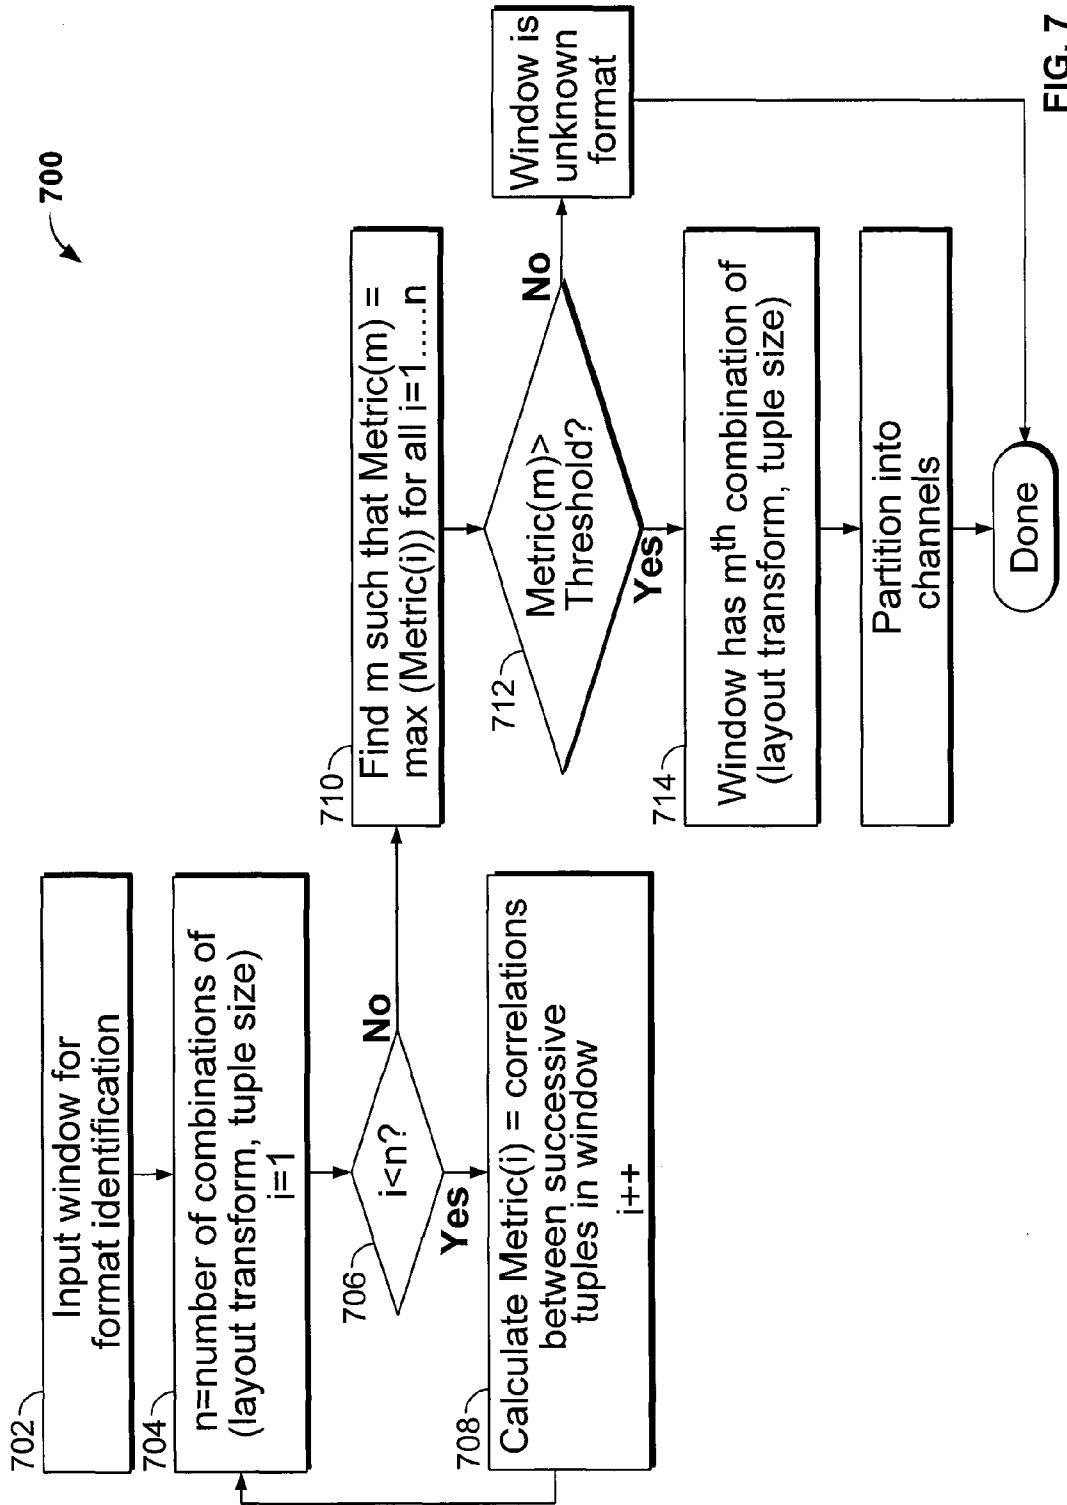 700
702
Input window for
format identification
704
n=number of combinations of
(layout transform, tuple size)
i=1
706
i<n?
No
Yes
708
Calculate Metric(i) = correlations
between successive
tuples in window
i++
710
Find m such that Metric(m) =
max (Metric(i)) for all i=1.....n
712
Metric(m)>
Threshold?
No
Yes
Window is
unknown
format
714
Window has mth combination of
(layout transform, tuple size)
Partition into
channels
Done
FIG. 7